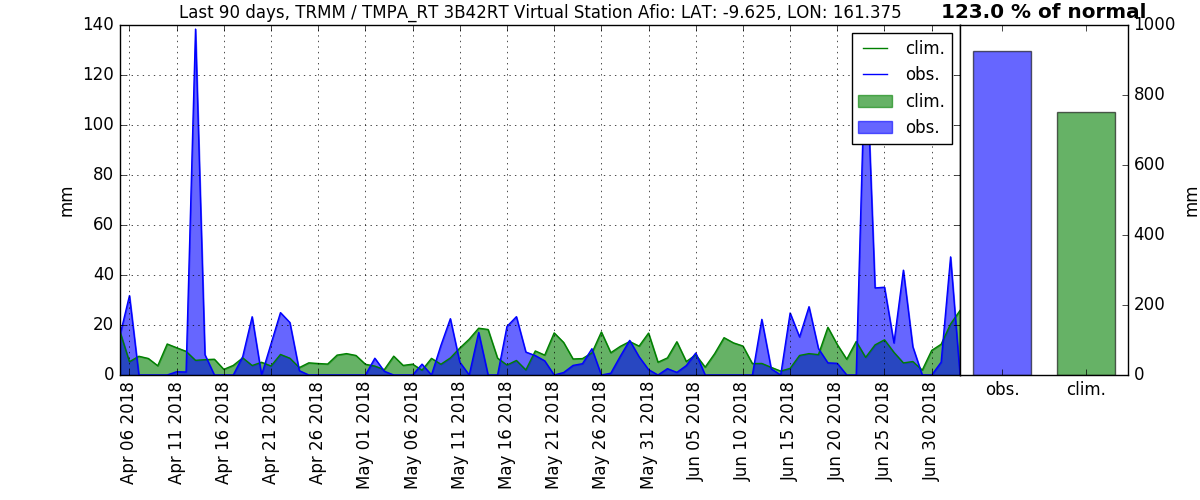 Last 90 days, TRMM / TMPA_RT 3B42RT Virtual Station Afio: LAT: -9.625, LON: 161.375
123.0 % of normal
140
120
100
80
60
40
20
0
mm
clim.
obs.
clim.
obs.
1000
800
600
400
200
0
mm
obs.
clim.
Apr 06 2018
Apr 11 2018
Apr 16 2018
Apr 21 2018
Apr 26 2018
May 01 2018
May 06 2018
May 11 2018
May 16 2018
May 21 2018
May 26 2018
May 31 2018
Jun 05 2018
Jun 10 2018
Jun 15 2018
Jun 20 2018
Jun 25 2018
Jun 30 2018